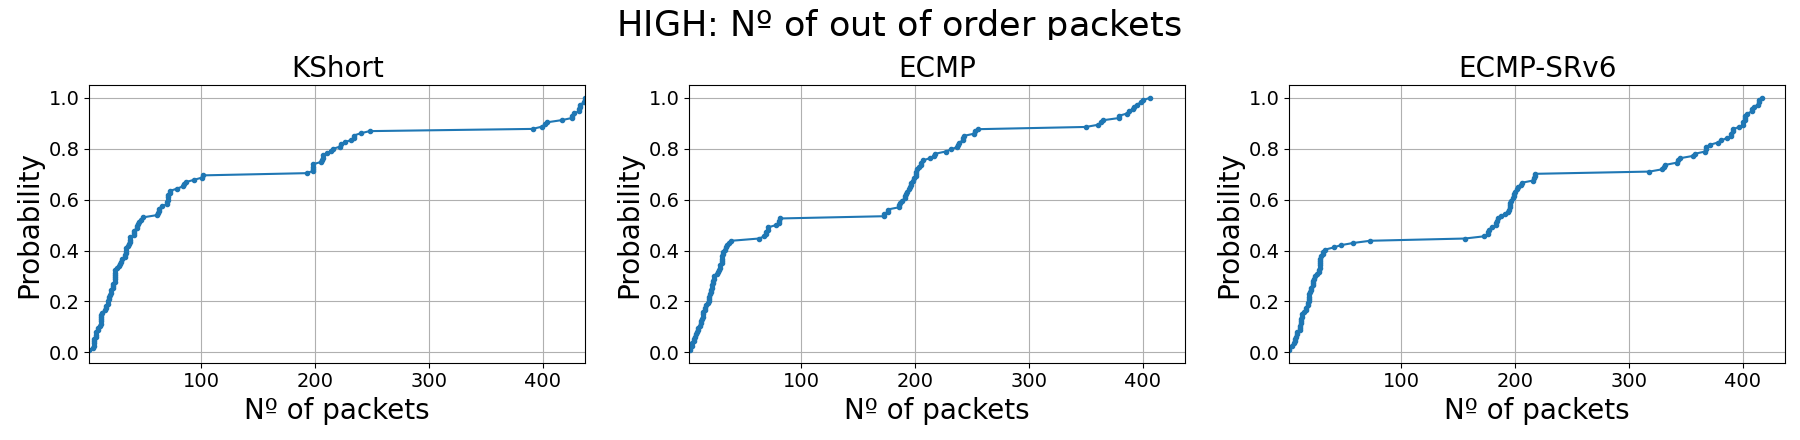 HIGH: Nº of out of order packets
KShort
ECMP
ECMP-SRv6
Probability
1.0
0.8
0.6
0.4
0.2
0.0
100 200 300 400
Nº of packets
Probability
1.0
0.8
0.6
0.4
0.2
0.0
100 200 300 400
Nº of packets
Probability
1.0
0.8
0.6
0.4
0.2
0.0
100 200 300 400
Nº of packets